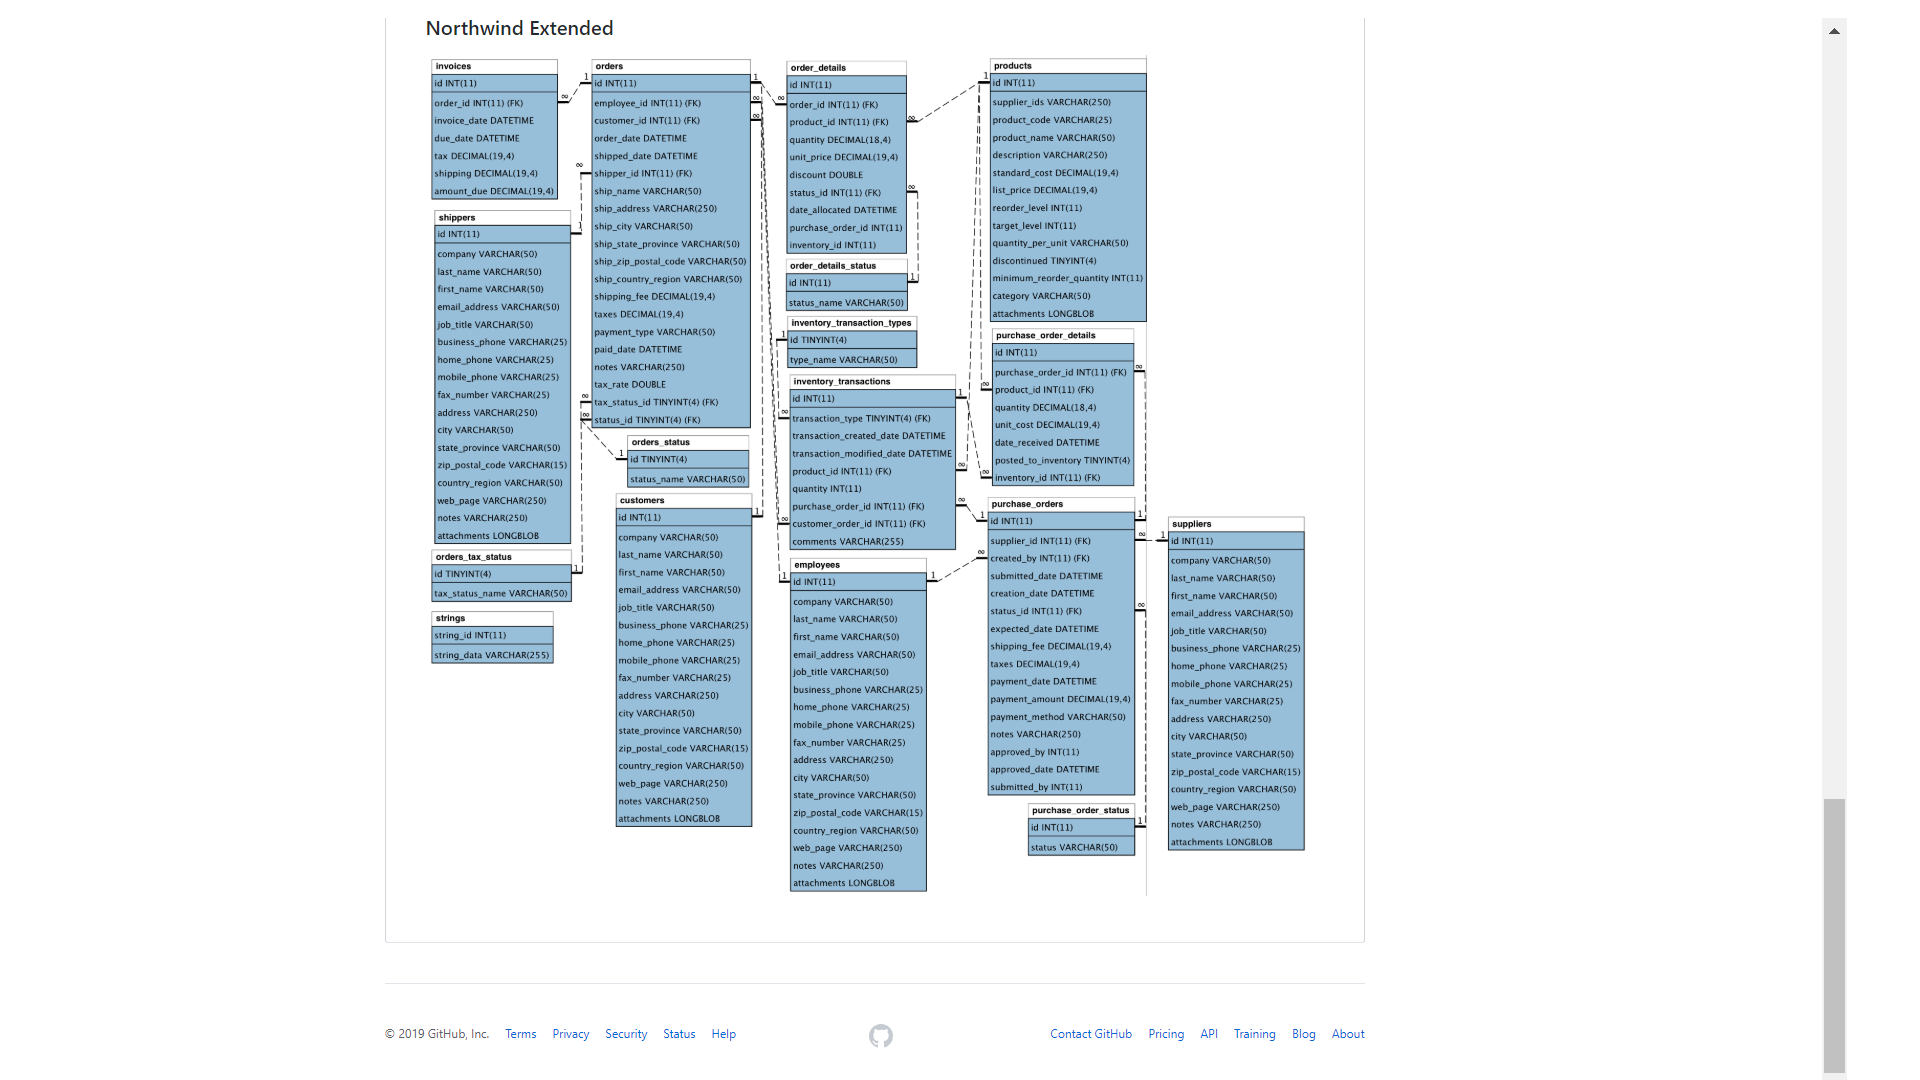 Northwind Extended
invoices
id INT(11)
order_id INT(11) (FK)
invoice_date DATETIME
due_date DATETIME
tax DECIMAL(19,4)
shipping DECIMAL(19,4)
amount_due DECIMAL(19,4)
shippers
id INT(11)
company VARCHAR(50)
last_name VARCHAR(50)
first_name VARCHAR(50)
email_address VARCHAR(50)
job_title VARCHAR(50)
business_phone VARCHAR(25)
home_phone VARCHAR(25)
mobile_phone VARCHAR(25)
fax_number VARCHAR(25)
address VARCHAR(250)
city VARCHAR(50)
state_province VARCHAR(50)
zip_postal_code VARCHAR(15)
country_region VARCHAR(50)
web_page VARCHAR(250)
notes VARCHAR(250)
attachments LONGBLOB
orders_tax_status
id TINYINT(4)
tax_status_name VARCHAR(50)
strings
string_id INT(11)
string_data VARCHAR(255)
1
∞
∞
1
∞
∞
1
1
orders
id INT(11)
employee_id INT(11) (FK)
customer_id INT(11) (FK)
order_date DATETIME
shipped_date DATETIME
shipper_id INT(11) (FK)
ship_name VARCHAR(50)
ship_address VARCHAR(250)
ship_city VARCHAR(50)
ship_state_province VARCHAR(50)
ship_zip_postal_code VARCHAR(50)
ship_country_region VARCHAR(50)
shipping_fee DECIMAL(19,4)
taxes DECIMAL(19,4)
payment_type VARCHAR(50)
paid_date DATETIME
notes VARCHAR(250)
tax_rate DOUBLE
tax_status_id TINYINT(4) (FK)
status_id TINYINT(4) (FK)
orders_status
id TINYINT(4)
status_name VARCHAR(50)
customers
id INT(11)
company VARCHAR(50)
last_name VARCHAR(50)
first_name VARCHAR(50)
email_address VARCHAR(50)
job_title VARCHAR(50)
business_phone VARCHAR(25)
home_phone VARCHAR(25)
mobile_phone VARCHAR(25)
fax_number VARCHAR(25)
address VARCHAR(250)
city VARCHAR(50)
state_province VARCHAR(50)
zip_postal_code VARCHAR(15)
country_region VARCHAR(50)
web_page VARCHAR(250)
notes VARCHAR(250)
attachments LONGBLOB
1
∞
∞
1
∞
1
∞
∞
1
order_details
id INT(11)
order_id INT(11) (FK)
product_id INT(11) (FK)
quantity DECIMAL(18,4)
unit_price DECIMAL(19,4)
discount DOUBLE
status_id INT(11) (FK)
date_allocated DATETIME
purchase_order_id INT(11)
inventory_id INT(11)
order_details_status
id INT(11)
status_name VARCHAR(50)
inventory_transaction_types
id TINYINT(4)
type_name VARCHAR(50)
inventory_transactions
id INT(11)
transaction_type TINYINT(4) (FK)
transaction_created_date DATETIME
transaction_modified_date DATETIME
product_id INT(11) (FK)
quantity INT(11)
purchase_order_id INT(11) (FK)
customer_order_id INT(11) (FK)
comments VARCHAR(255)
employees
id INT(11)
company VARCHAR(50)
last_name VARCHAR(50)
first_name VARCHAR(50)
email_address VARCHAR(50)
job_title VARCHAR(50)
business_phone VARCHAR(25)
home_phone VARCHAR(25)
mobile_phone VARCHAR(25)
fax_number VARCHAR(25)
address VARCHAR(250)
city VARCHAR(50)
state_province VARCHAR(50)
zip_postal_code VARCHAR(15)
country_region VARCHAR(50)
web_page VARCHAR(250)
notes VARCHAR(250)
attachments LONGBLOB
∞
∞
1
1
∞
∞
1
1
∞
∞
1
∞
products
id INT(11)
supplier_ids VARCHAR(250)
product_code VARCHAR(25)
product_name VARCHAR(50)
description VARCHAR(250)
standard_cost DECIMAL(19,4)
list_price DECIMAL(19,4)
reorder_level INT(11)
target_level INT(11)
quantity_per_unit VARCHAR(50)
discontinued TINYINT(4)
minimum_reorder_quantity INT(11)
category VARCHAR(50)
attachments LONGBLOB
purchase_order_details
id INT(11)
purchase_order_id INT(11) (FK)
product_id INT(11) (FK)
quantity DECIMAL(18,4)
unit_cost DECIMAL(19,4)
date_received DATETIME
posted_to_inventory TINYINT(4)
inventory_id INT(11) (FK)
purchase_orders
id INT(11)
supplier_id INT(11) (FK)
created_by INT(11) (FK)
submitted_date DATETIME
creation_date DATETIME
status_id INT(11) (FK)
expected_date DATETIME
shipping_fee DECIMAL(19,4)
taxes DECIMAL(19,4)
payment_date DATETIME
payment_amount DECIMAL(19,4)
payment_method VARCHAR(50)
notes VARCHAR(250)
approved_by INT(11)
approved_date DATETIME
submitted_by INT(11)
purchase_order_status
id INT(11)
status VARCHAR(50)
∞
1
∞
∞
1
1
suppliers
id INT(11)
company VARCHAR(50)
last_name VARCHAR(50)
first_name VARCHAR(50)
email_address VARCHAR(50)
job_title VARCHAR(50)
business_phone VARCHAR(25)
home_phone VARCHAR(25)
mobile_phone VARCHAR(25)
fax_number VARCHAR(25)
address VARCHAR(250)
city VARCHAR(50)
state_province VARCHAR(50)
zip_postal_code VARCHAR(15)
country_region VARCHAR(50)
web_page VARCHAR(250)
notes VARCHAR(250)
attachments LONGBLOB
© 2019 GitHub, Inc. Terms Privacy Security Status Help Contact GitHub Pricing API Training Blog About